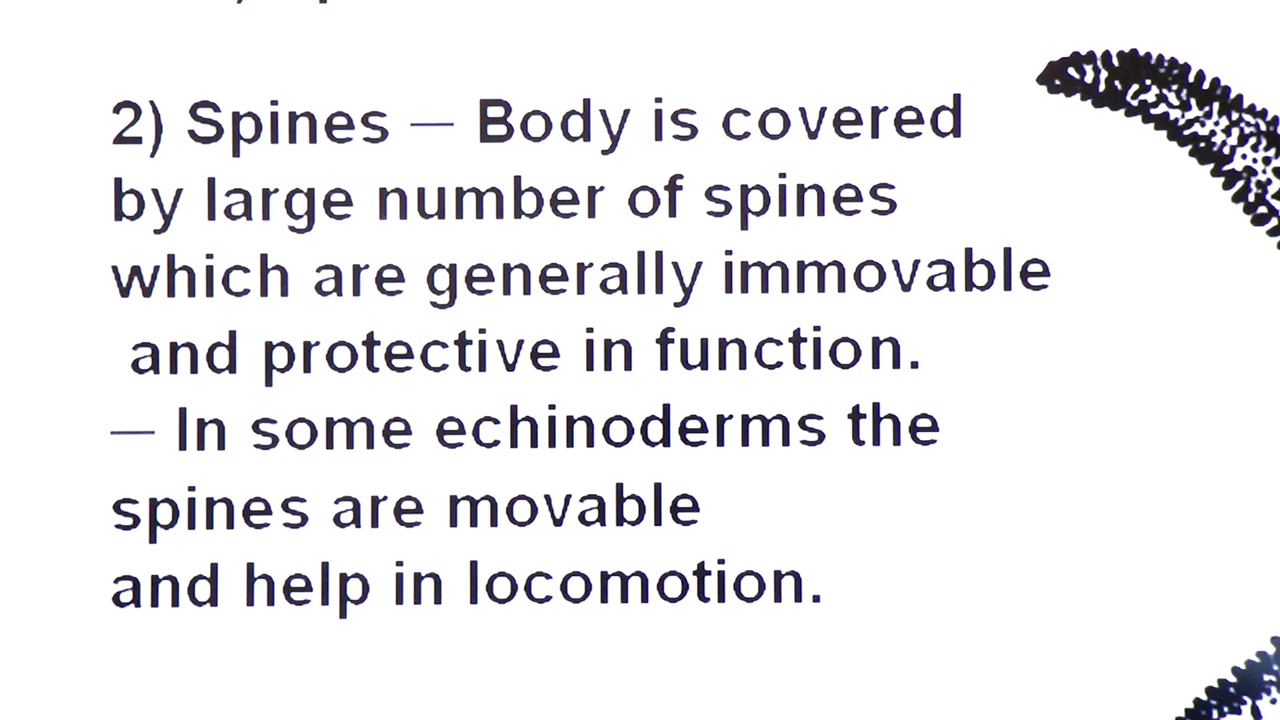 2) Spines — Body is covered
by large number of spines
which are generally immovable
and protective in function.
— In some echinoderms the
spines are movable
and help in locomotion.